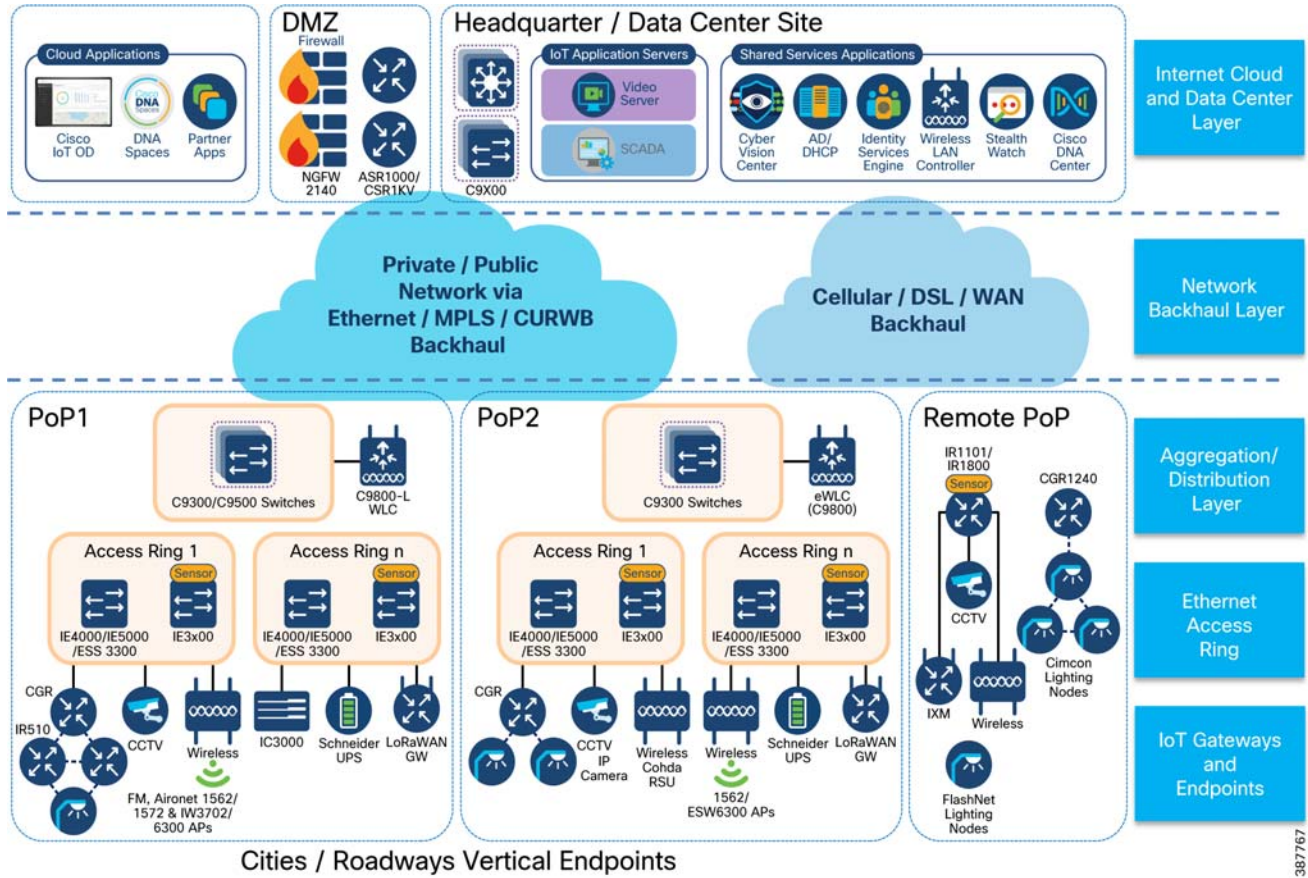 DMZ
Headquarter / Data Center Site
Cloud Applications
Cisco
IoT OD
Cisco
DNA
Spaces
DNA
Spaces
Partner
Apps
Firewall
NGFW
2140
ASR1000/
CSR1KV
C9X00
IoT Application Servers
Video
Server
SCADA
Shared Services Applications
Cyber
Vision
Center
AD/
DHCP
Identity
Services
Engine
Wireless
LAN
Controller
Stealth
Watch
Cisco
DNA
Center
Internet Cloud
and Data Center
Layer
Private / Public
Network via
Ethernet / MPLS / CURWB
Backhaul
Cellular / DSL / WAN
Backhaul
Network
Backhaul Layer
PoP1
C9300/C9500 Switches
C9800-L
WLC
Access Ring 1
Sensor
IE4000/IE5000
/ESS 3300
IE3x00
Access Ring n
Sensor
IE4000/IE5000
/ESS 3300
IE3x00
CGR
IR510
CCTV
Wireless
FM, Aironet 1562/
1572 & IW3702/
6300 APs
IC3000
Schneider
UPS
LoRaWAN
GW
PoP2
C9300 Switches
eWLC
(C9800)
Access Ring 1
Sensor
IE4000/IE5000
/ESS 3300
IE3x00
Access Ring n
Sensor
IE4000/IE5000
/ESS 3300
IE3x00
CGR
CCTV
IP
Camera
Wireless
Cohda
RSU
Wireless
1562/
ESW6300 APs
Schneider
UPS
LoRaWAN
GW
Remote PoP
IR1101/
IR1800
Sensor
CGR1240
CCTV
Cimcon
Lighting
Nodes
IXM
Wireless
FlashNet
Lighting
Nodes
Aggregation/
Distribution
Layer
Ethernet
Access
Ring
IoT Gateways
and
Endpoints
Cities / Roadways Vertical Endpoints
387767